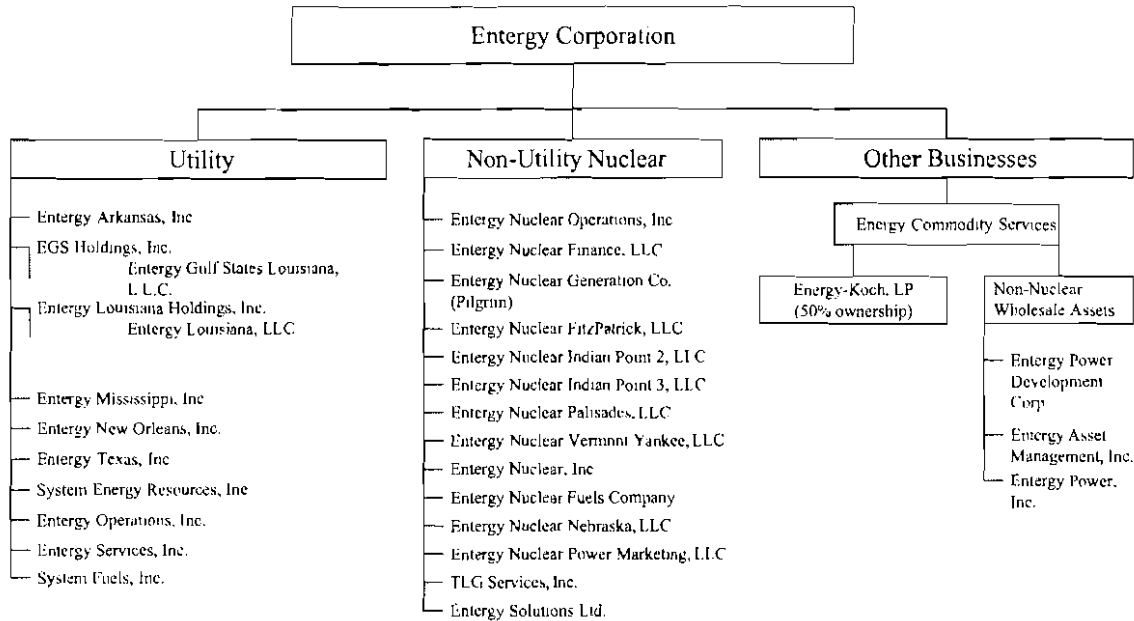 Entergy Corporation
Utility
Entergy Arkansas, Inc
EGS Holdings, Inc.
Entergy Gulf States Louisiana,
L L.C.
Entergy Louisiana Holdings, Inc.
Entergy Louisiana, LLC
Entergy Mississippi, Inc
Entergy New Orleans, Inc.
Entergy Texas, Inc
System Energy Resources, Inc
Entergy Operations, Inc.
Entergy Services, Inc.
System Fuels, Inc.
Non-Utility Nuclear
Entergy Nuclear Operations, Inc
Entergy Nuclear Finance, LLC
Entergy Nuclear Generation Co.
(Pilgrim)
Entergy Nuclear FitzPatrick, LLC
Entergy Nuclear Indian Point 2, LLC
Entergy Nuclear Indian Point 3, LLC
Entergy Nuclear Palisades, LLC
Entergy Nuclear Vermont Yankee, LLC
Entergy Nuclear, Inc
Entergy Nuclear Fuels Company
Entergy Nuclear Nebraska, LLC
Entergy Nuclear Power Marketing, LLC
TLG Services, Inc.
Entergy Solutions Ltd.
Other Businesses
Energy Commodity Services
Energy-Koch, LP
(50% ownership)
Non-Nuclear
Wholesale Assets
Entergy Power
Development
Corp
Entergy Asset
Management, Inc.
Entergy Power,
Inc.